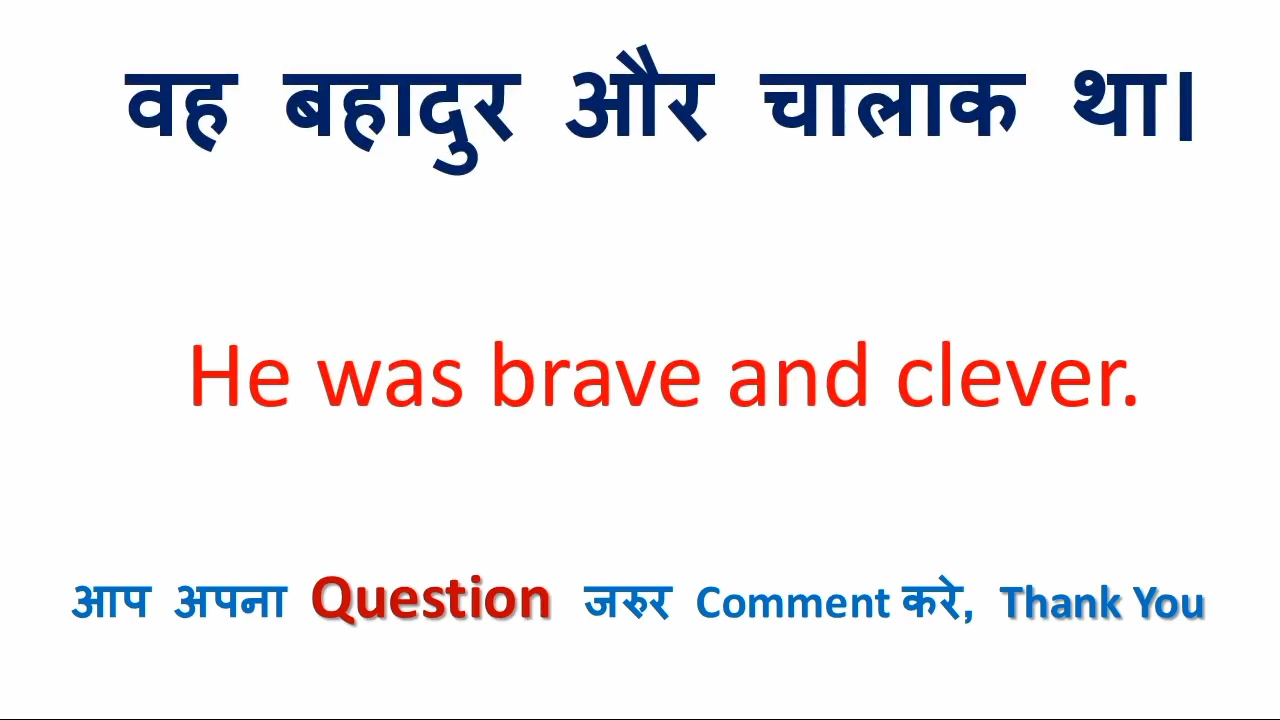 वह बहादुर और चालाक था।
He was brave and clever.
आप अपना Question जरुर Comment करे, Thank You